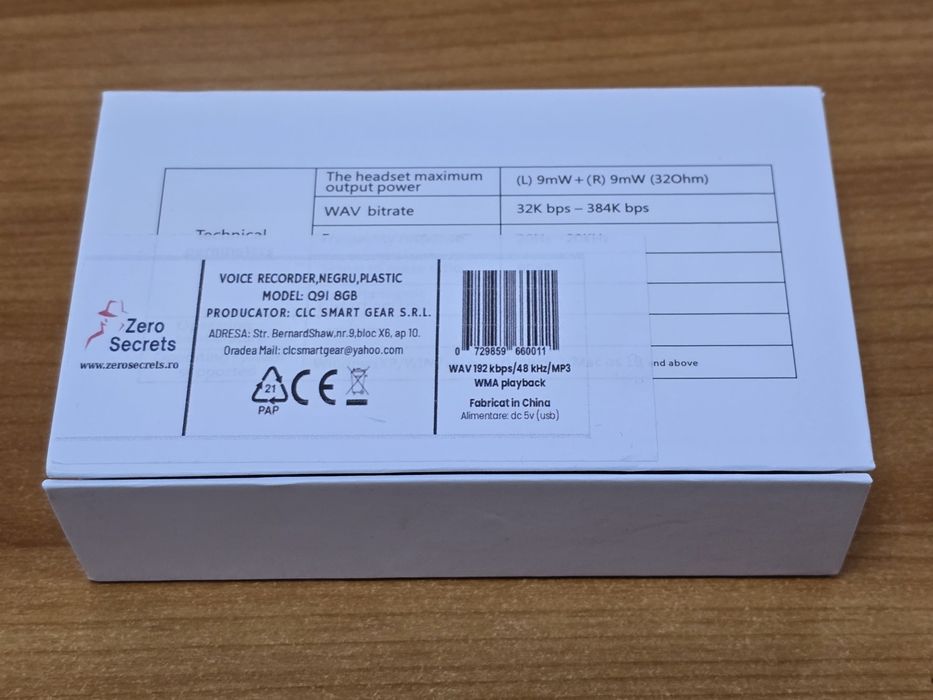 The headset maximum
output power
(L) 9mW + (R) 9mW (32Ohm)
WAV bitrate
32K bps – 384K bps
Technical
VOICE RECORDER,NEGRU,PLASTIC
MODEL: Q91 8GB
PRODUCATOR: CLC SMART GEAR S.R.L.
ADRESA: Str. BernardShaw,nr.9,bloc X6, ap 10.
Oradea Mail: clcsmartgear@yahoo.com
Zero
Secrets
www.zerosecrets.ro
21
PAP
CE
0 729859 660011
WAV 192 kbps/48 kHz/MP3
WMA playback
Fabricat in China
Alimentare: dc 5v (usb)
and above